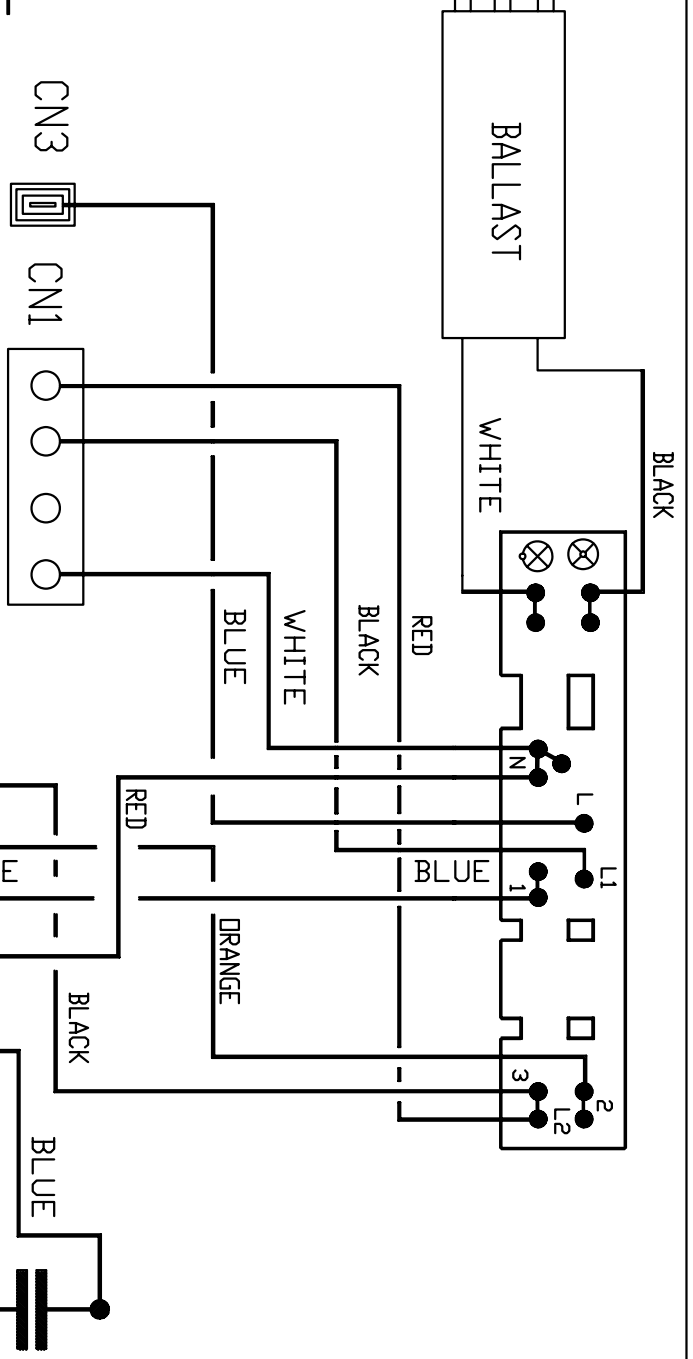 CN3
CN1
BALLAST
WHITE
BLACK
BLUE
WHITE
BLACK
RED
N
L
RED
BLUE
1
L1
E
ORANGE
BLACK
3
2
L2
BLUE